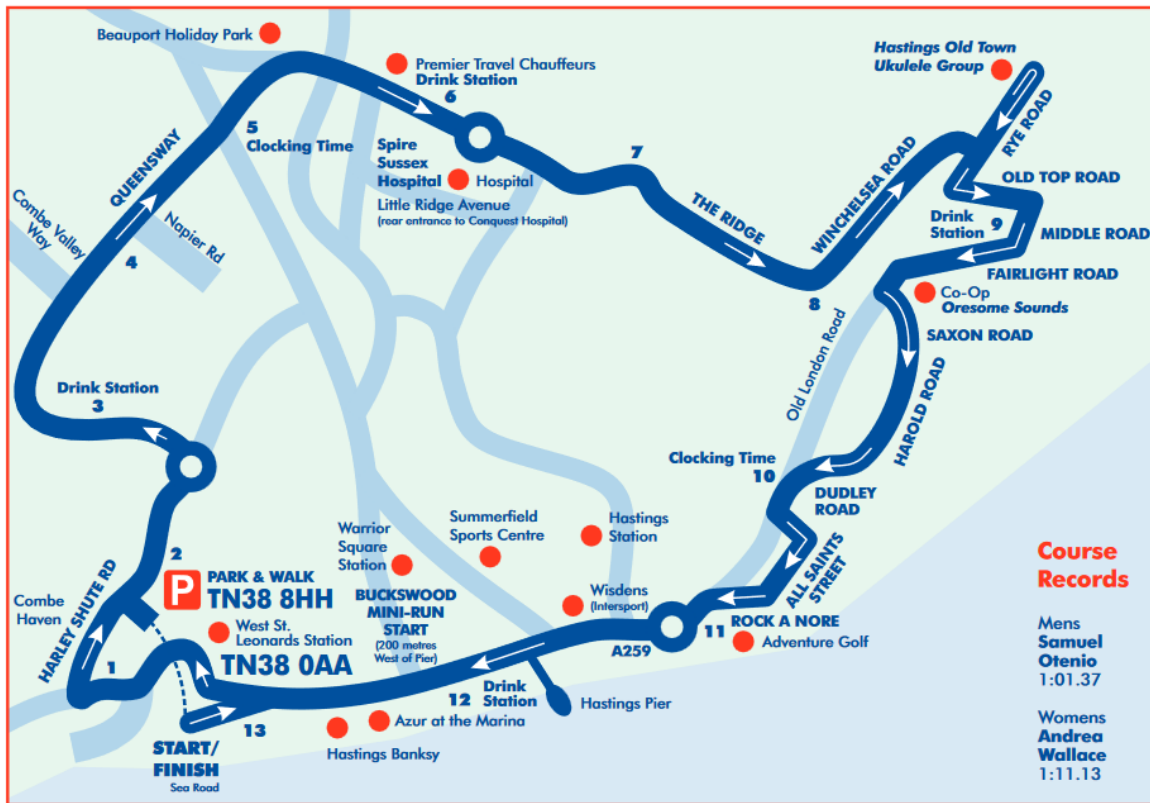 Beauport Holiday Park
Premier Travel Chauffeurs
Drink Station
6
Hastings Old Town
Ukulele Group
RYE ROAD
QUEENSWAY
5
Clocking Time
Spire
Sussex
Hospital
Hospital
Little Ridge Avenue
(rear entrance to Conquest Hospital)
7
THE RIDGE
WINCHELSEA ROAD
OLD TOP ROAD
Drink
Station
9
MIDDLE ROAD
FAIRLIGHT ROAD
Combe Valley
Way
Napier Rd
4
8
Co-Op
Oresome Sounds
SAXON ROAD
Old London Road
HAROLD ROAD
Drink Station
3
Clocking Time
10
DUDLEY
ROAD
ALL SAINTS
STREET
Warrior
Square
Station
Summerfield
Sports Centre
Hastings
Station
2
P
PARK & WALK
TN38 8HH
Combe
Haven
HARLEY SHUTE RD
West St.
Leonards Station
TN38 0AA
1
BUCKSWOOD
MINI-RUN
START
(200 metres
West of Pier)
Wisdens
(Intersport)
A259
11
ROCK A NORE
Adventure Golf
12
Drink
Station
Hastings Pier
Azur at the Marina
Hastings Banksy
13
START/
FINISH
Sea Road
Course
Records
Mens
Samuel
Otenio
1:01.37
Womens
Andrea
Wallace
1:11.13